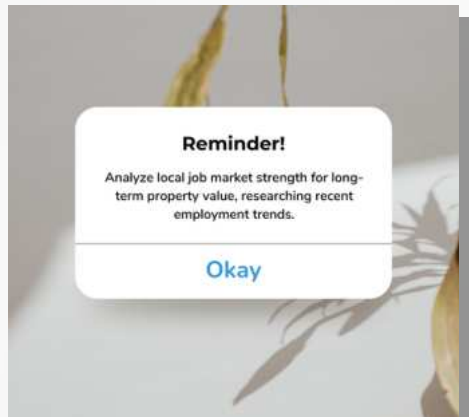 Reminder!
Analyze local job market strength for long-
term property value, researching recent
employment trends.
Okay